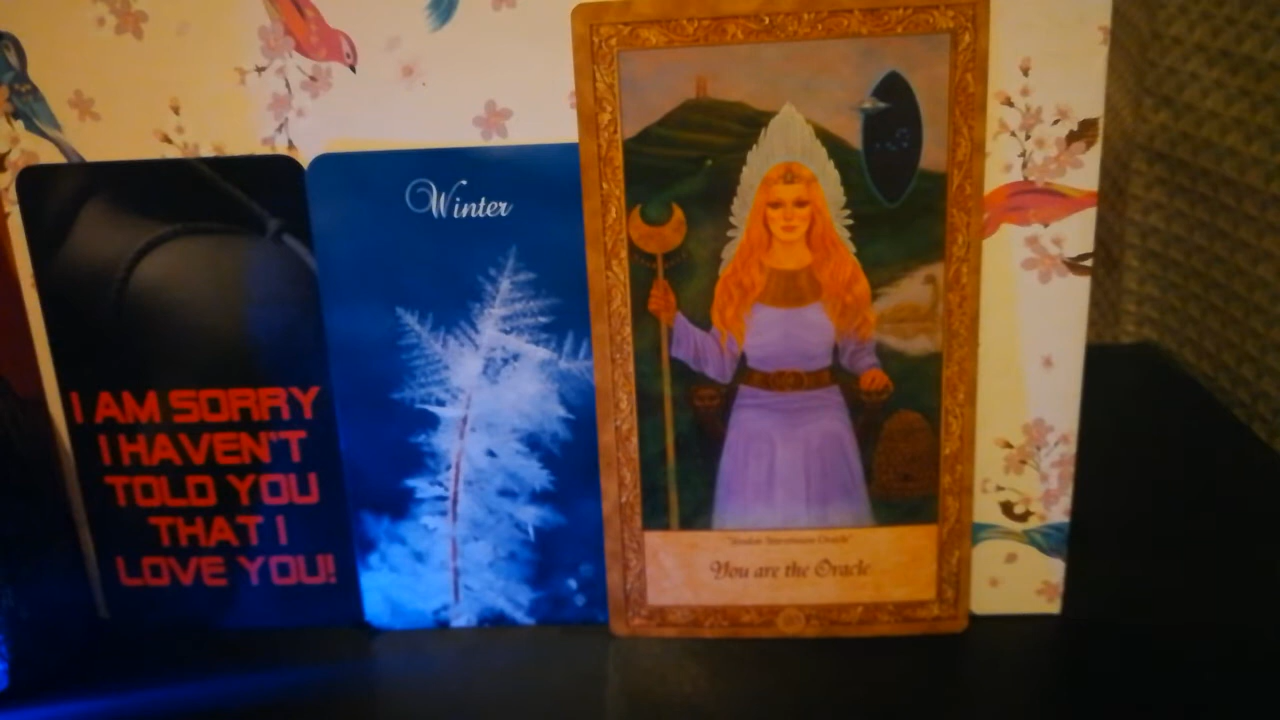 I AM SORRY
I HAVEN'T
TOLD YOU
THAT I
LOVE YOU!
Winter
You are the Oracle